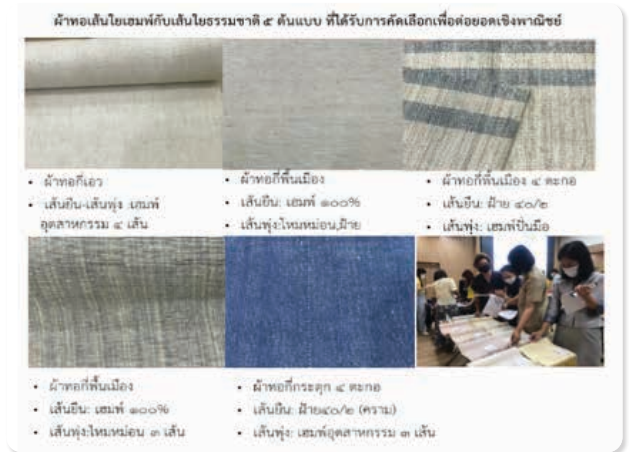 ผ้าทอเส้นใยเฮมพ์กับเส้นใยธรรมชาติ ๕ ต้นแบบ ที่ได้รับการคัดเลือกเพื่อต่อยอดเชิงพาณิชย์
• ผ้าทอกี่เอว
• เส้นยืน-เส้นพุ่ง :เฮมพ์
อุตสาหกรรม ๔ เส้น
• ผ้าทอกี่พื้นเมือง
• เส้นยืน: เฮมพ์ ๑๐๐%
• เส้นพุ่ง:ไหมหม่อน,ฝ้าย
• ผ้าทอกี่พื้นเมือง ๔ ตะกอ
• เส้นยืน: ฝ้าย ๔๐/๒
• เส้นพุ่ง: เฮมพ์ปั่นมือ
• ผ้าทอกี่พื้นเมือง
• เส้นยืน: เฮมพ์ ๑๐๐%
• เส้นพุ่ง:ไหมหม่อน ๓ เส้น
• ผ้าทอกี่กระตุก ๔ ตะกอ
• เส้นยืน: ฝ้าย๔๐/๒ (คราม)
• เส้นพุ่ง: เฮมพ์อุตสาหกรรม ๓ เส้น